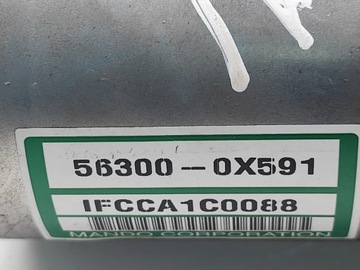 56300-0X591
IFCCA1C0088
MANDO CORPORATION